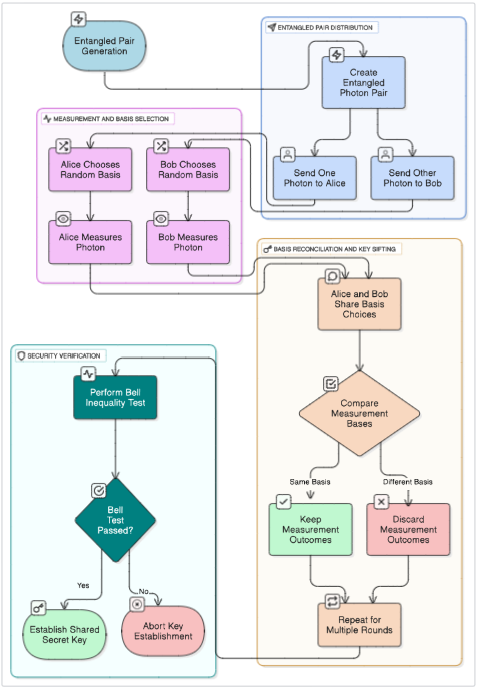 Entangled Pair
Generation
ENTANGLED PAIR DISTRIBUTION
Create
Entangled
Photon Pair
Send One
Photon to Alice
Send Other
Photon to Bob
MEASUREMENT AND BASIS SELECTION
Alice Chooses
Random Basis
Bob Chooses
Random Basis
Alice Measures
Photon
Bob Measures
Photon
BASIS RECONCILIATION AND KEY SIFTING
Alice and Bob
Share Basis
Choices
Compare
Measurement
Bases
Same Basis
Different Basis
Keep
Measurement
Outcomes
Discard
Measurement
Outcomes
Repeat for
Multiple Rounds
SECURITY VERIFICATION
Perform Bell
Inequality Test
Bell
Test
Passed?
Yes
No
Establish Shared
Secret Key
Abort Key
Establishment